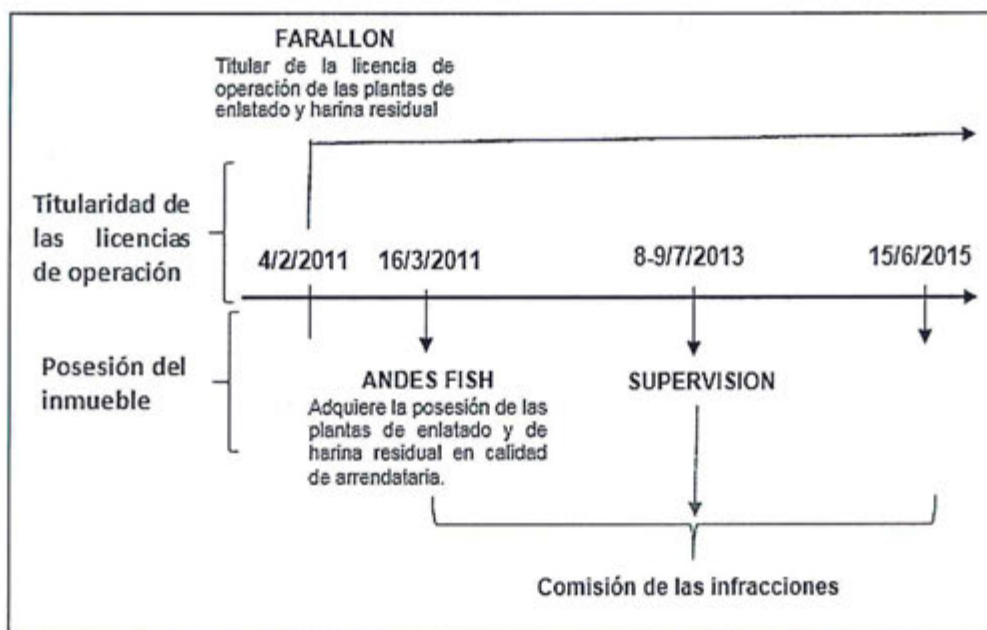 FARALLON
Titular de la licencia de
operación de las plantas de
enlatado y harina residual
Titularidad de
las licencias
de operación
4/2/2011 16/3/2011 8-9/7/2013 15/6/2015
Posesión del
inmueble
ANDES FISH
Adquiere la posesión de las
plantas de enlatado y de
harina residual en calidad
de arrendataria.
SUPERVISION
Comisión de las infracciones